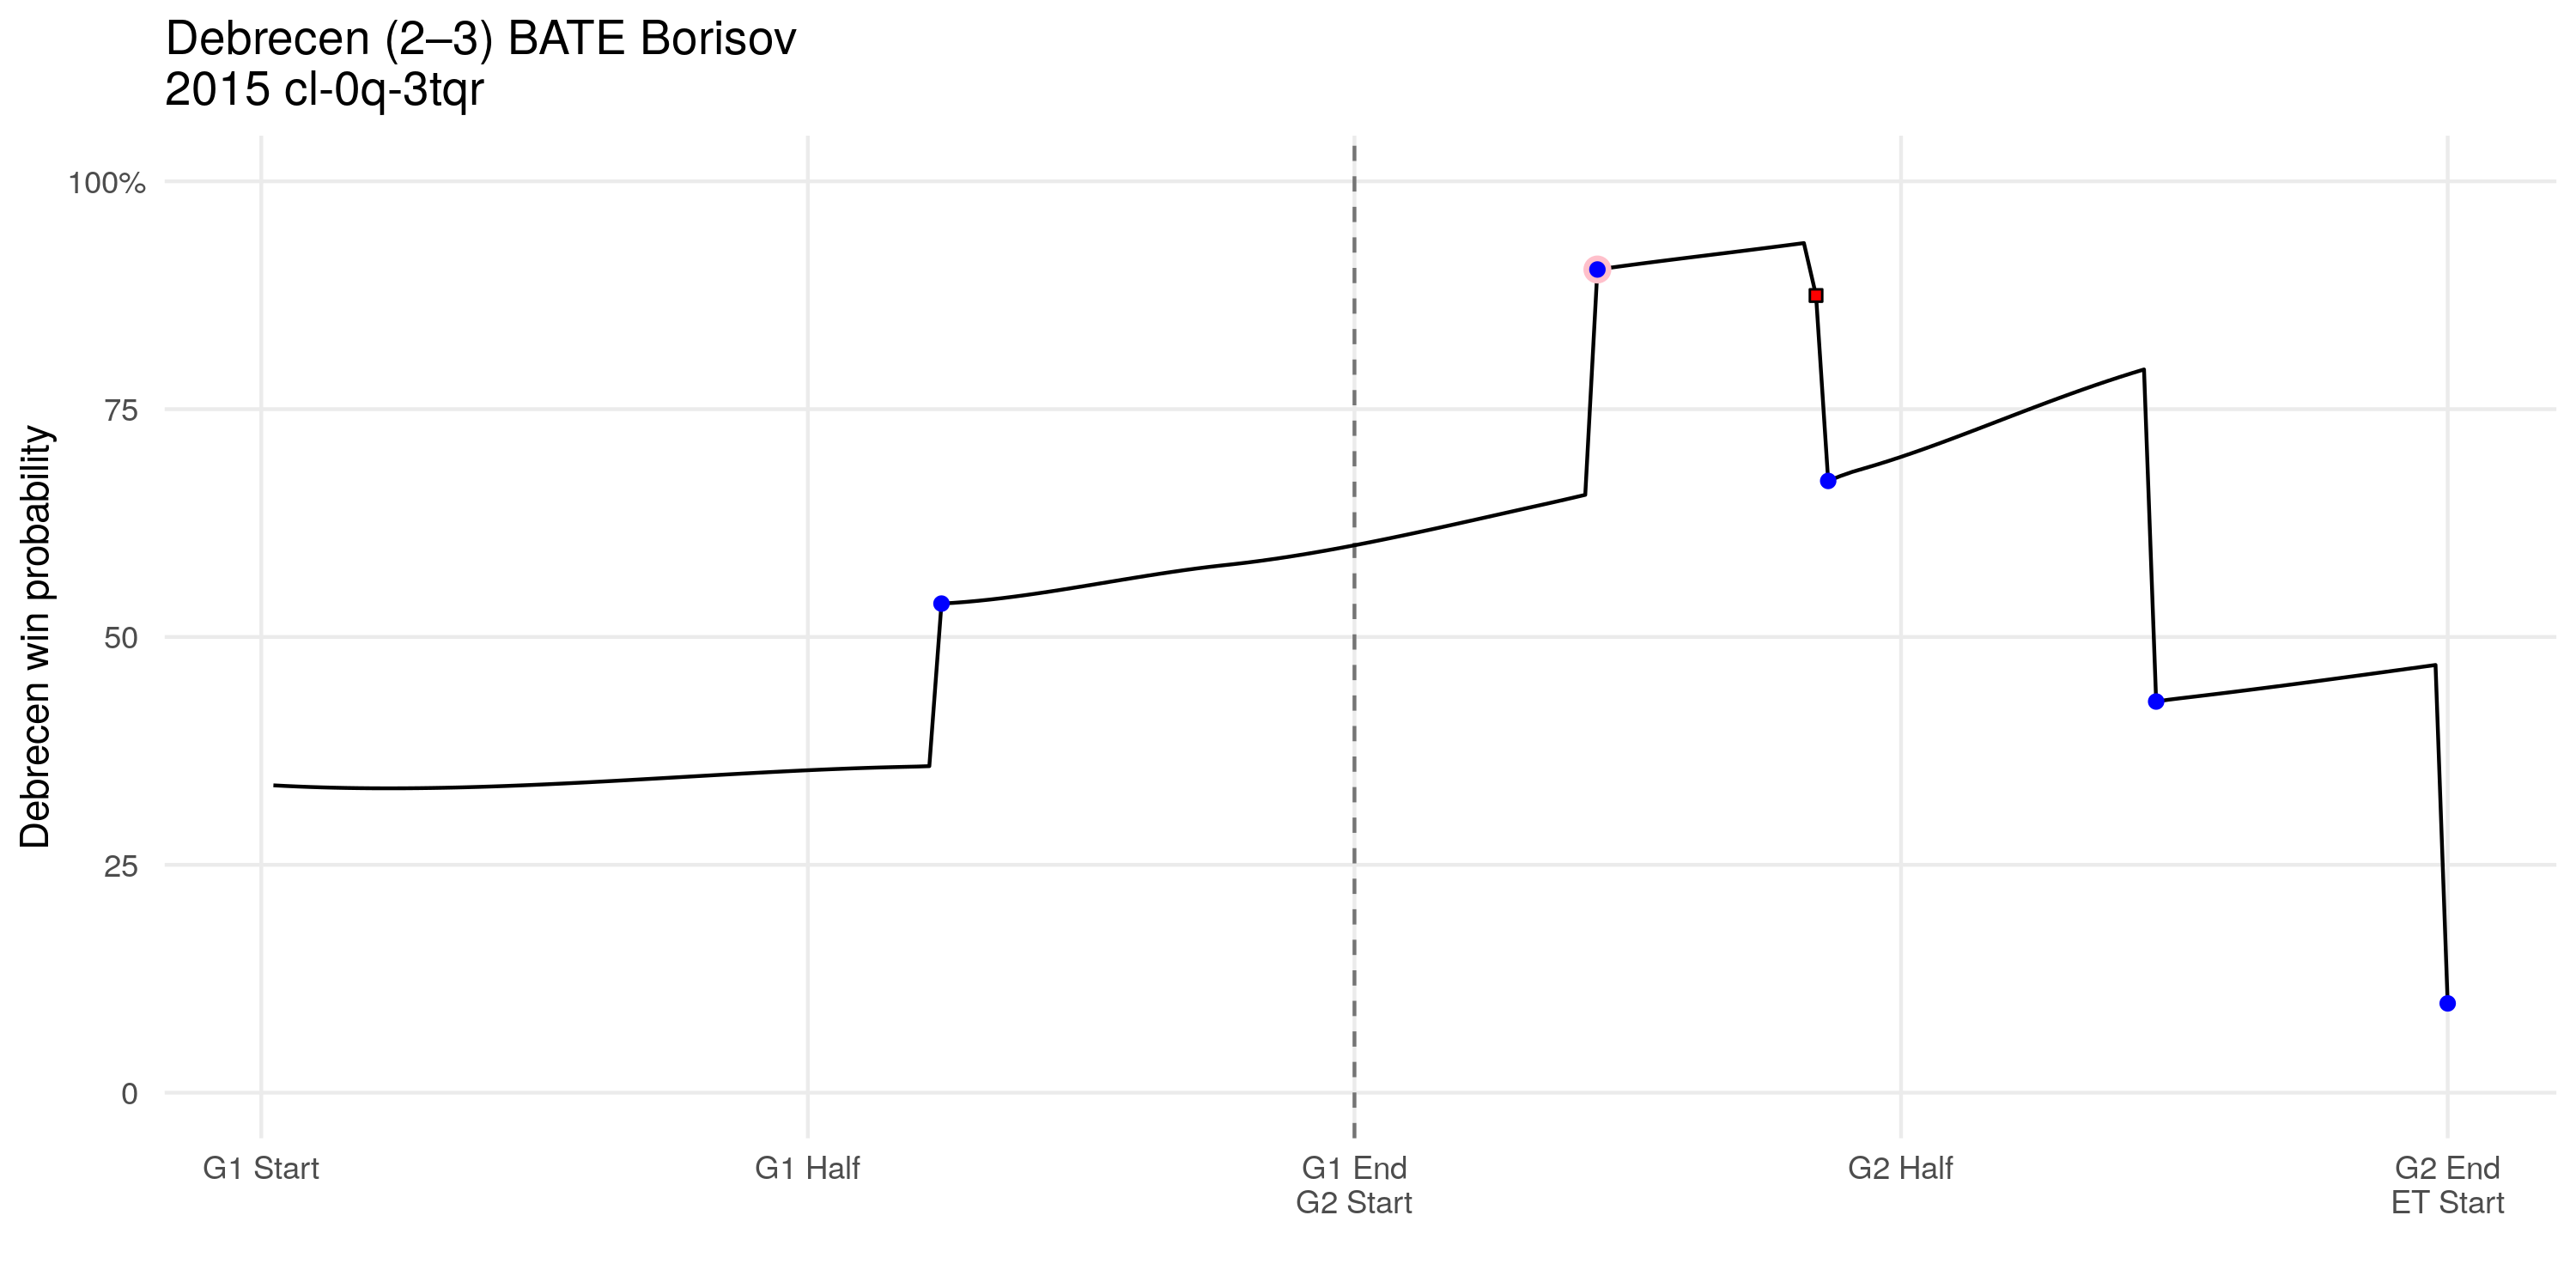 Debrecen (2–3) BATE Borisov
2015 cl-0q-3tqr
Debrecen win probability
100%
75
50
25
0
G1 Start
G1 Half
G1 End
G2 Start
G2 Half
G2 End
ET Start